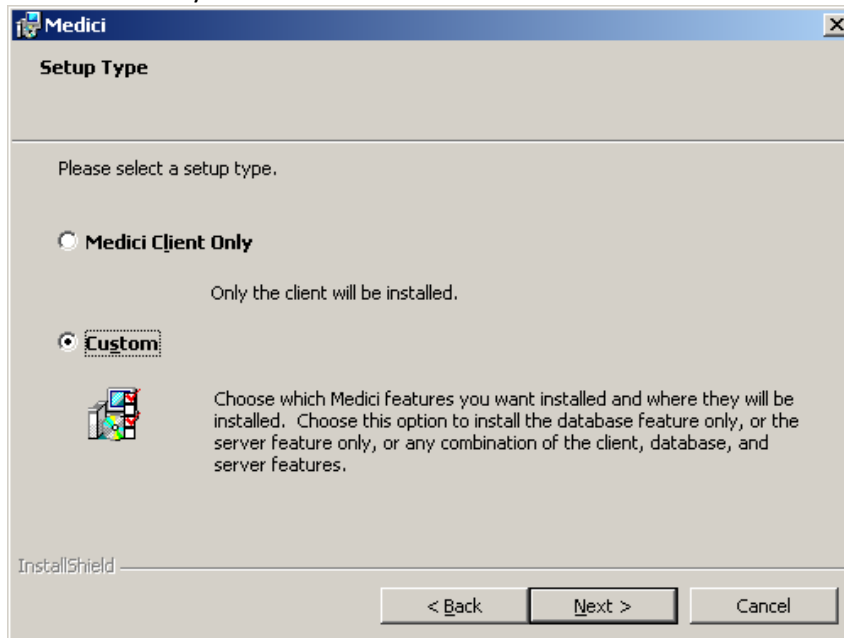 Medici
Setup Type
Please select a setup type.
Medici Client Only
Only the client will be installed.
Custom
Choose which Medici features you want installed and where they will be
installed. Choose this option to install the database feature only, or the
server feature only, or any combination of the client, database, and
server features.
InstallShield
< Back Next > Cancel